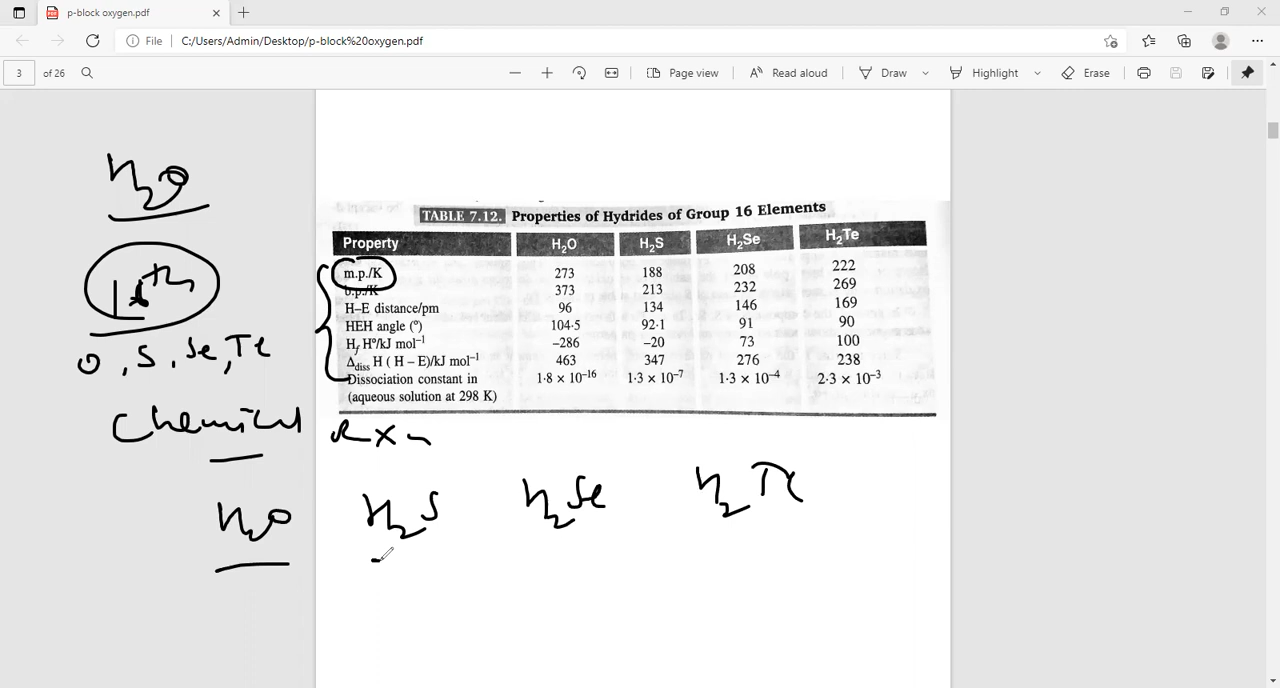 p-block oxygen.pdf
File C:/Users/Admin/Desktop/p-block%20oxygen.pdf
3 of 26 Page view Read aloud Draw Highlight Erase
H₂O
16th
O, S, Se, Te
Chemical Rxn
H₂O H₂S H₂Se H₂Te
TABLE 7.12. Properties of Hydrides of Group 16 Elements
Property H₂O H₂S H₂Se H₂Te
m.p./K 273 188 208 222
b.p./K 373 213 232 269
H–E distance/pm 96 134 146 169
HEH angle (°) 104·5 92·1 91 90
H𝒇 H°/kJ mol⁻¹ –286 –20 73 100
Δdiss H ( H – E)/kJ mol⁻¹ 463 347 276 238
Dissociation constant in 1·8 × 10⁻¹⁶ 1·3 × 10⁻⁷ 1·3 × 10⁻⁴ 2·3 × 10⁻³
(aqueous solution at 298 K)